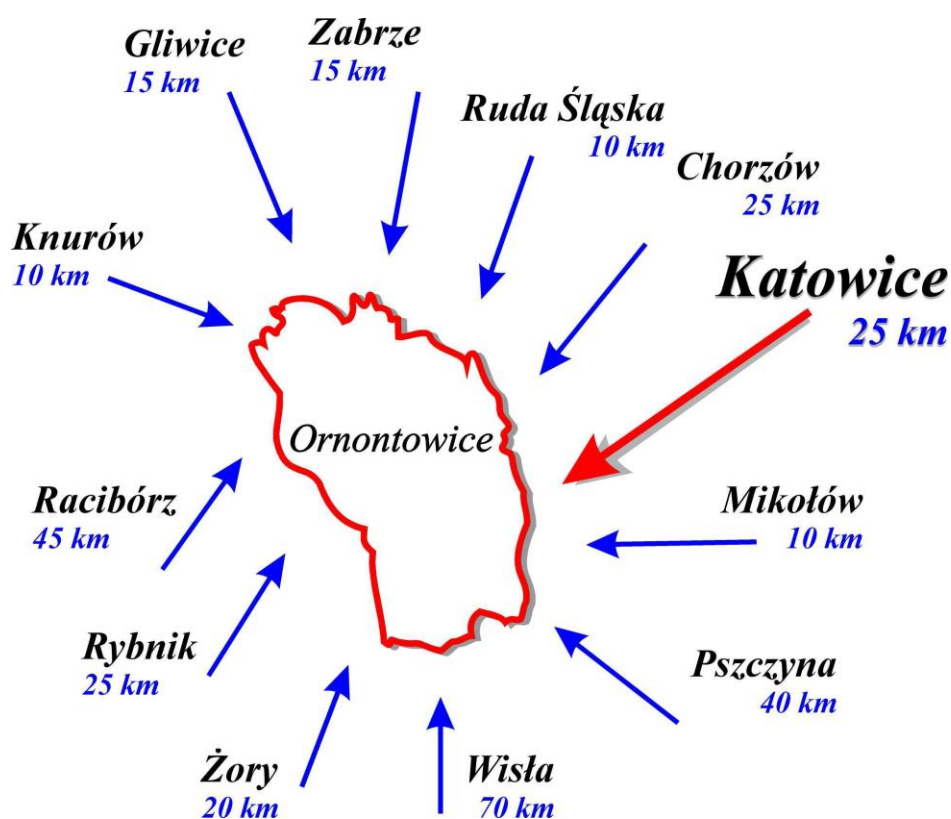 Gliwice
15 km
Zabrze
15 km
Ruda Śląska
10 km
Chorzów
25 km
Knurów
10 km
Katowice
25 km
Ornontowice
Racibórz
45 km
Mikołów
10 km
Rybnik
25 km
Pszczyna
40 km
Żory
20 km
Wisła
70 km